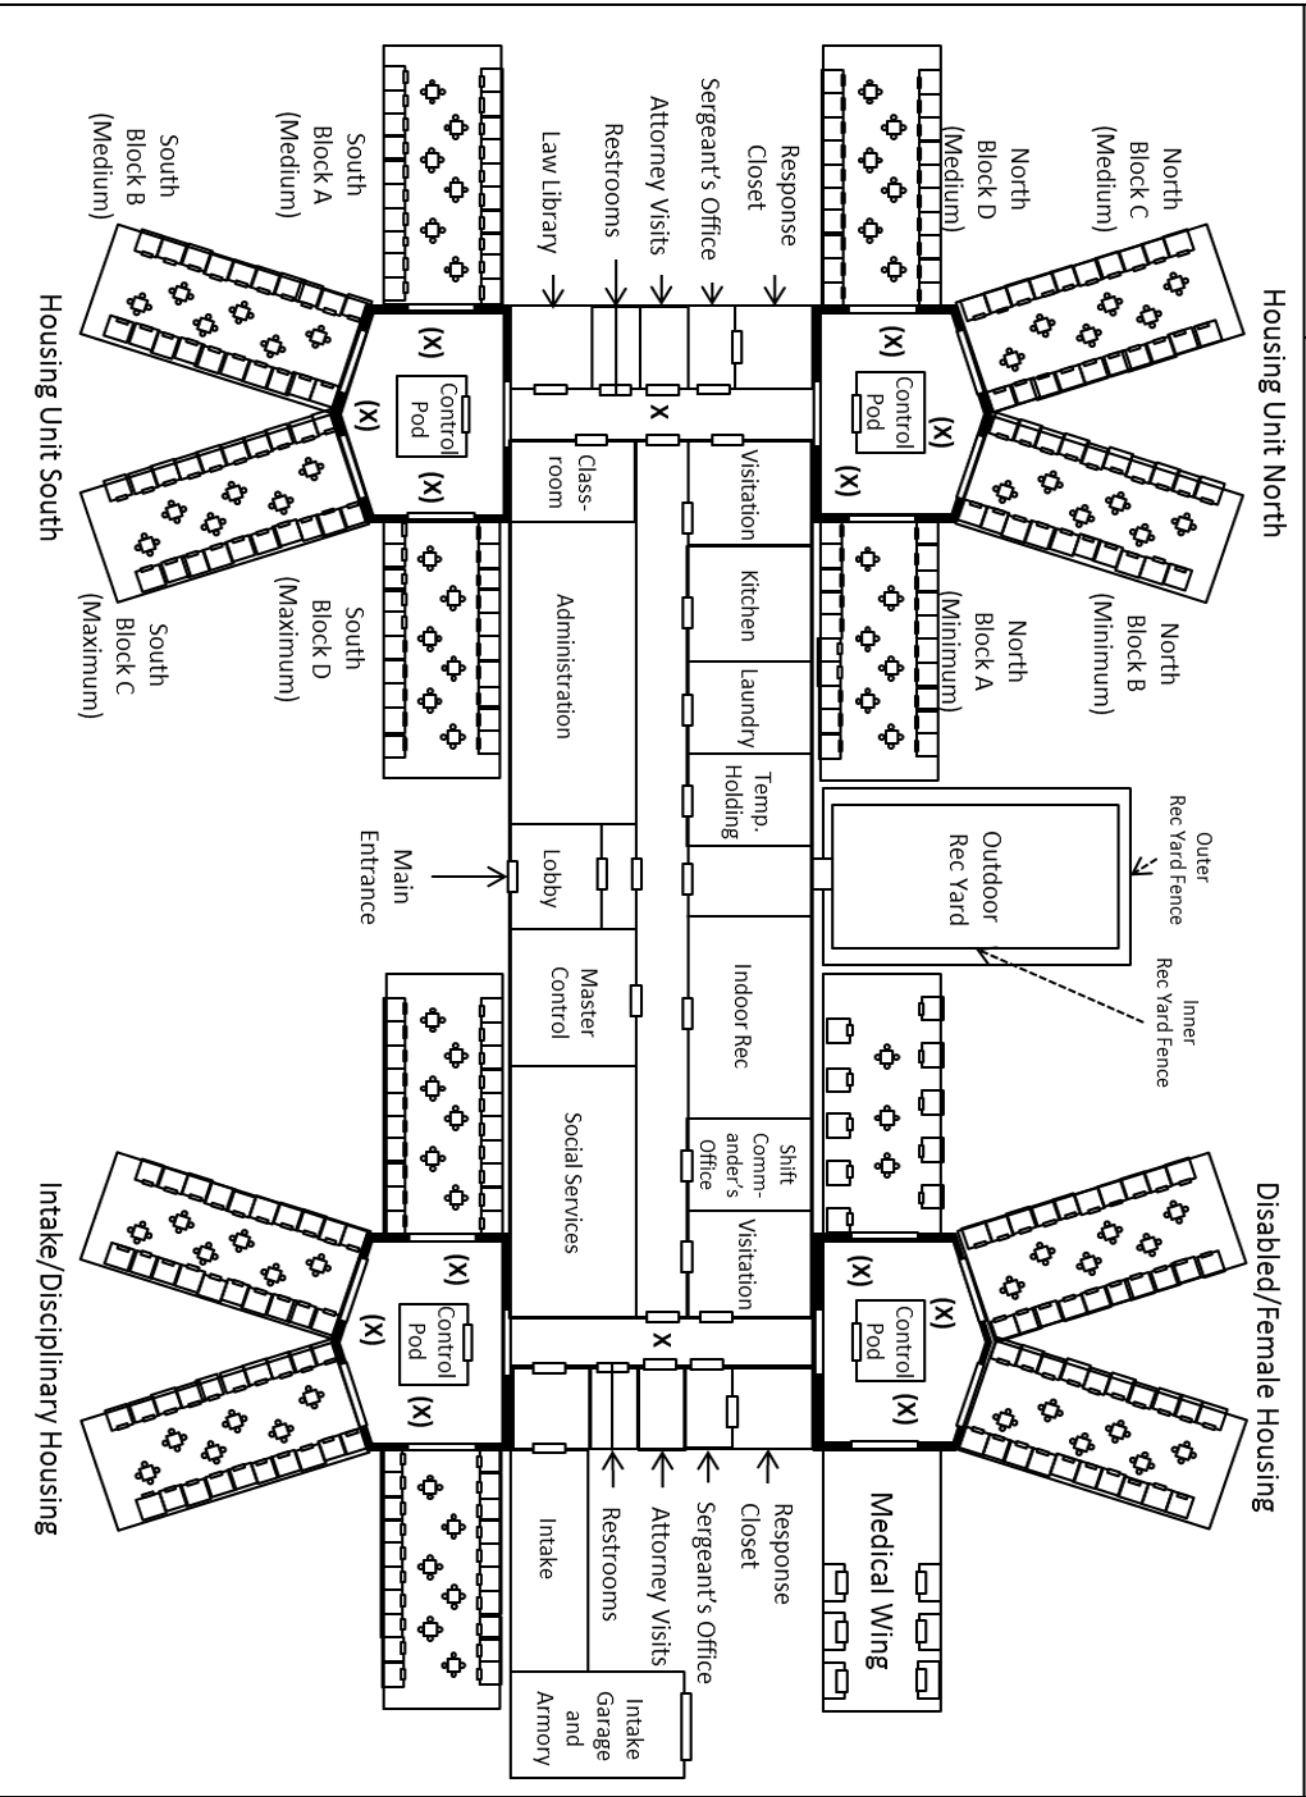 Housing Unit North
Disabled/Female Housing
North
Block C
(Medium)
North
Block B
(Minimum)
North
Block D
(Medium)
North
Block A
(Minimum)
Outer
Rec Yard Fence
Inner
Rec Yard Fence
Outdoor
Rec Yard
Control
Pod
(X)
(X)
(X)
Control
Pod
(X)
(X)
(X)
Medical Wing
Response
Closet
Sergeant's Office
Attorney Visits
Restrooms
Law Library
X
Visitation
Kitchen
Laundry
Temp.
Holding
Indoor Rec
Shift
Comm-
ander's
Office
Visitation
X
Response
Closet
Sergeant's Office
Attorney Visits
Restrooms
Intake
Intake
Garage
and
Armory
Class-
room
Administration
Lobby
Master
Control
Social Services
Main
Entrance
Control
Pod
(X)
(X)
(X)
Control
Pod
(X)
(X)
(X)
South
Block A
(Medium)
South
Block D
(Maximum)
South
Block B
(Medium)
South
Block C
(Maximum)
Housing Unit South
Intake/Disciplinary Housing